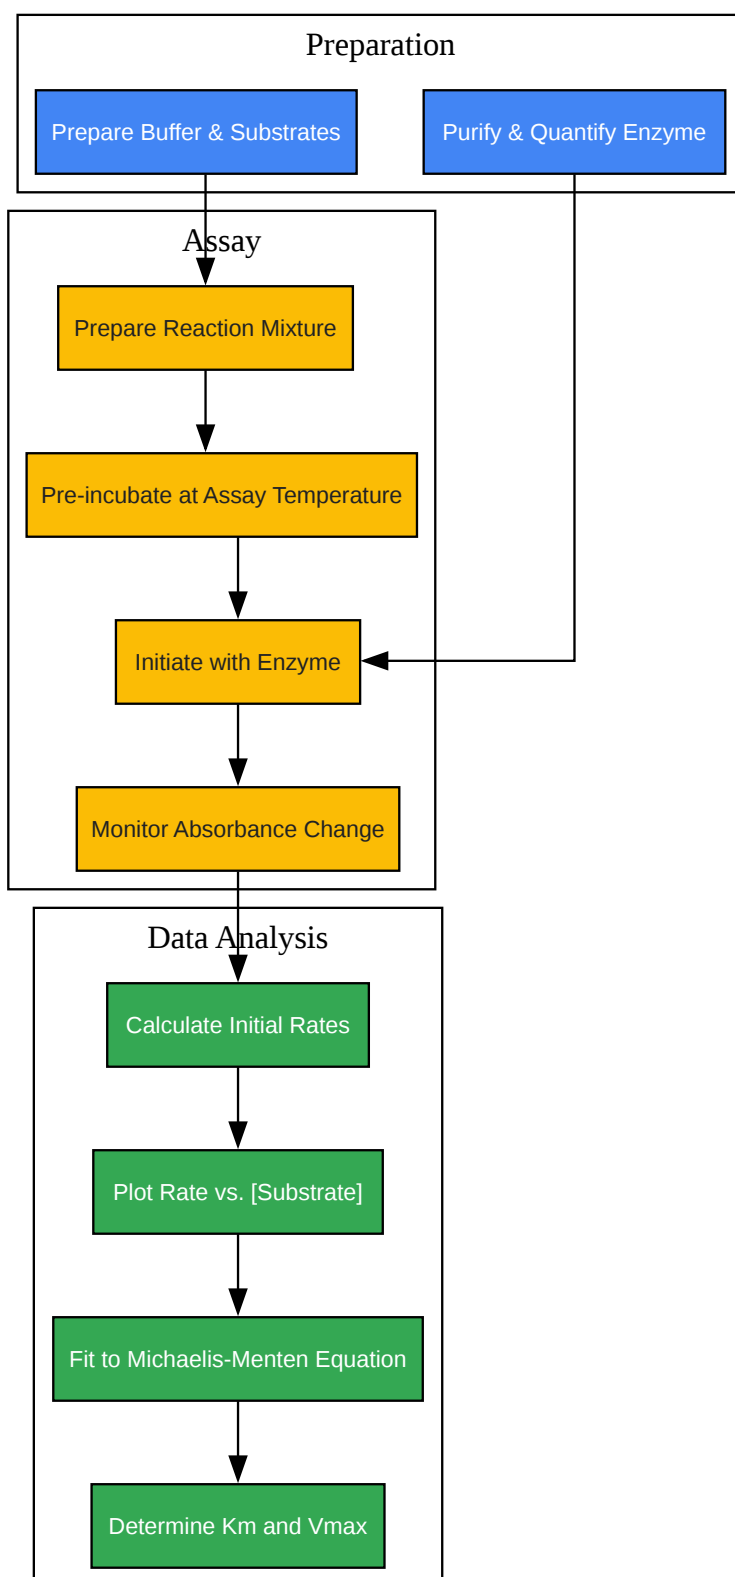 Preparation
Prepare Buffer & Substrates
Purify & Quantify Enzyme
Assay
Prepare Reaction Mixture
Pre-incubate at Assay Temperature
Initiate with Enzyme
Monitor Absorbance Change
Data Analysis
Calculate Initial Rates
Plot Rate vs. [Substrate]
Fit to Michaelis-Menten Equation
Determine Km and Vmax